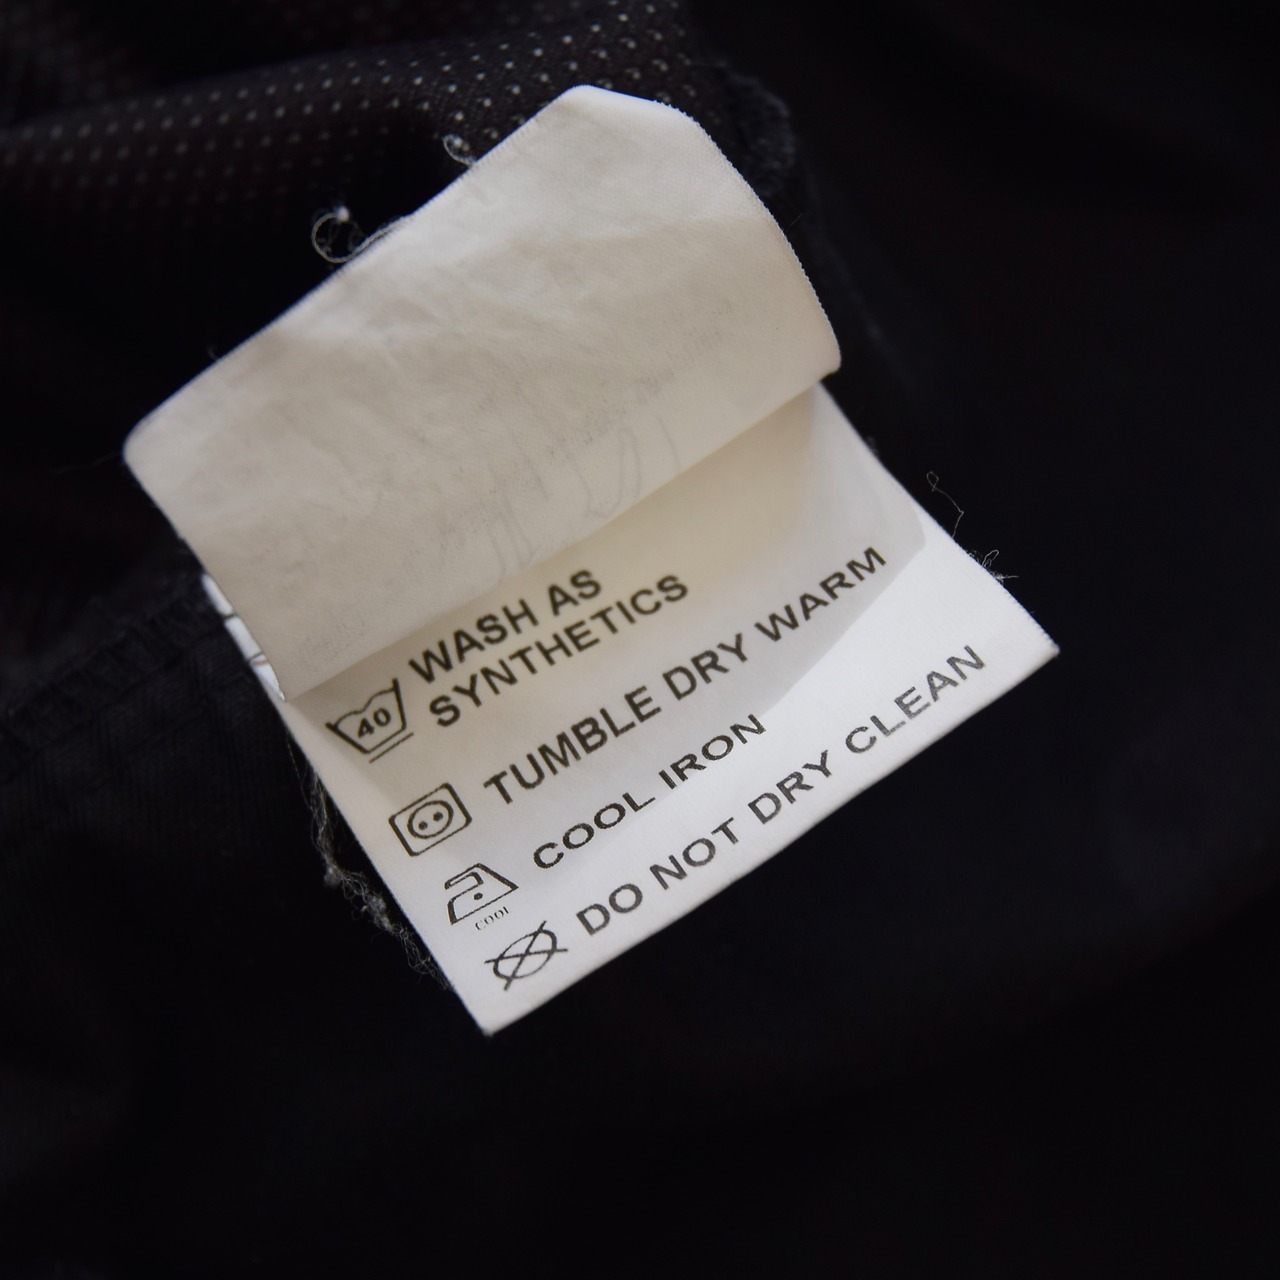 WASH AS
SYNTHETICS
40
TUMBLE DRY WARM
COOL IRON
COOL
DO NOT DRY CLEAN